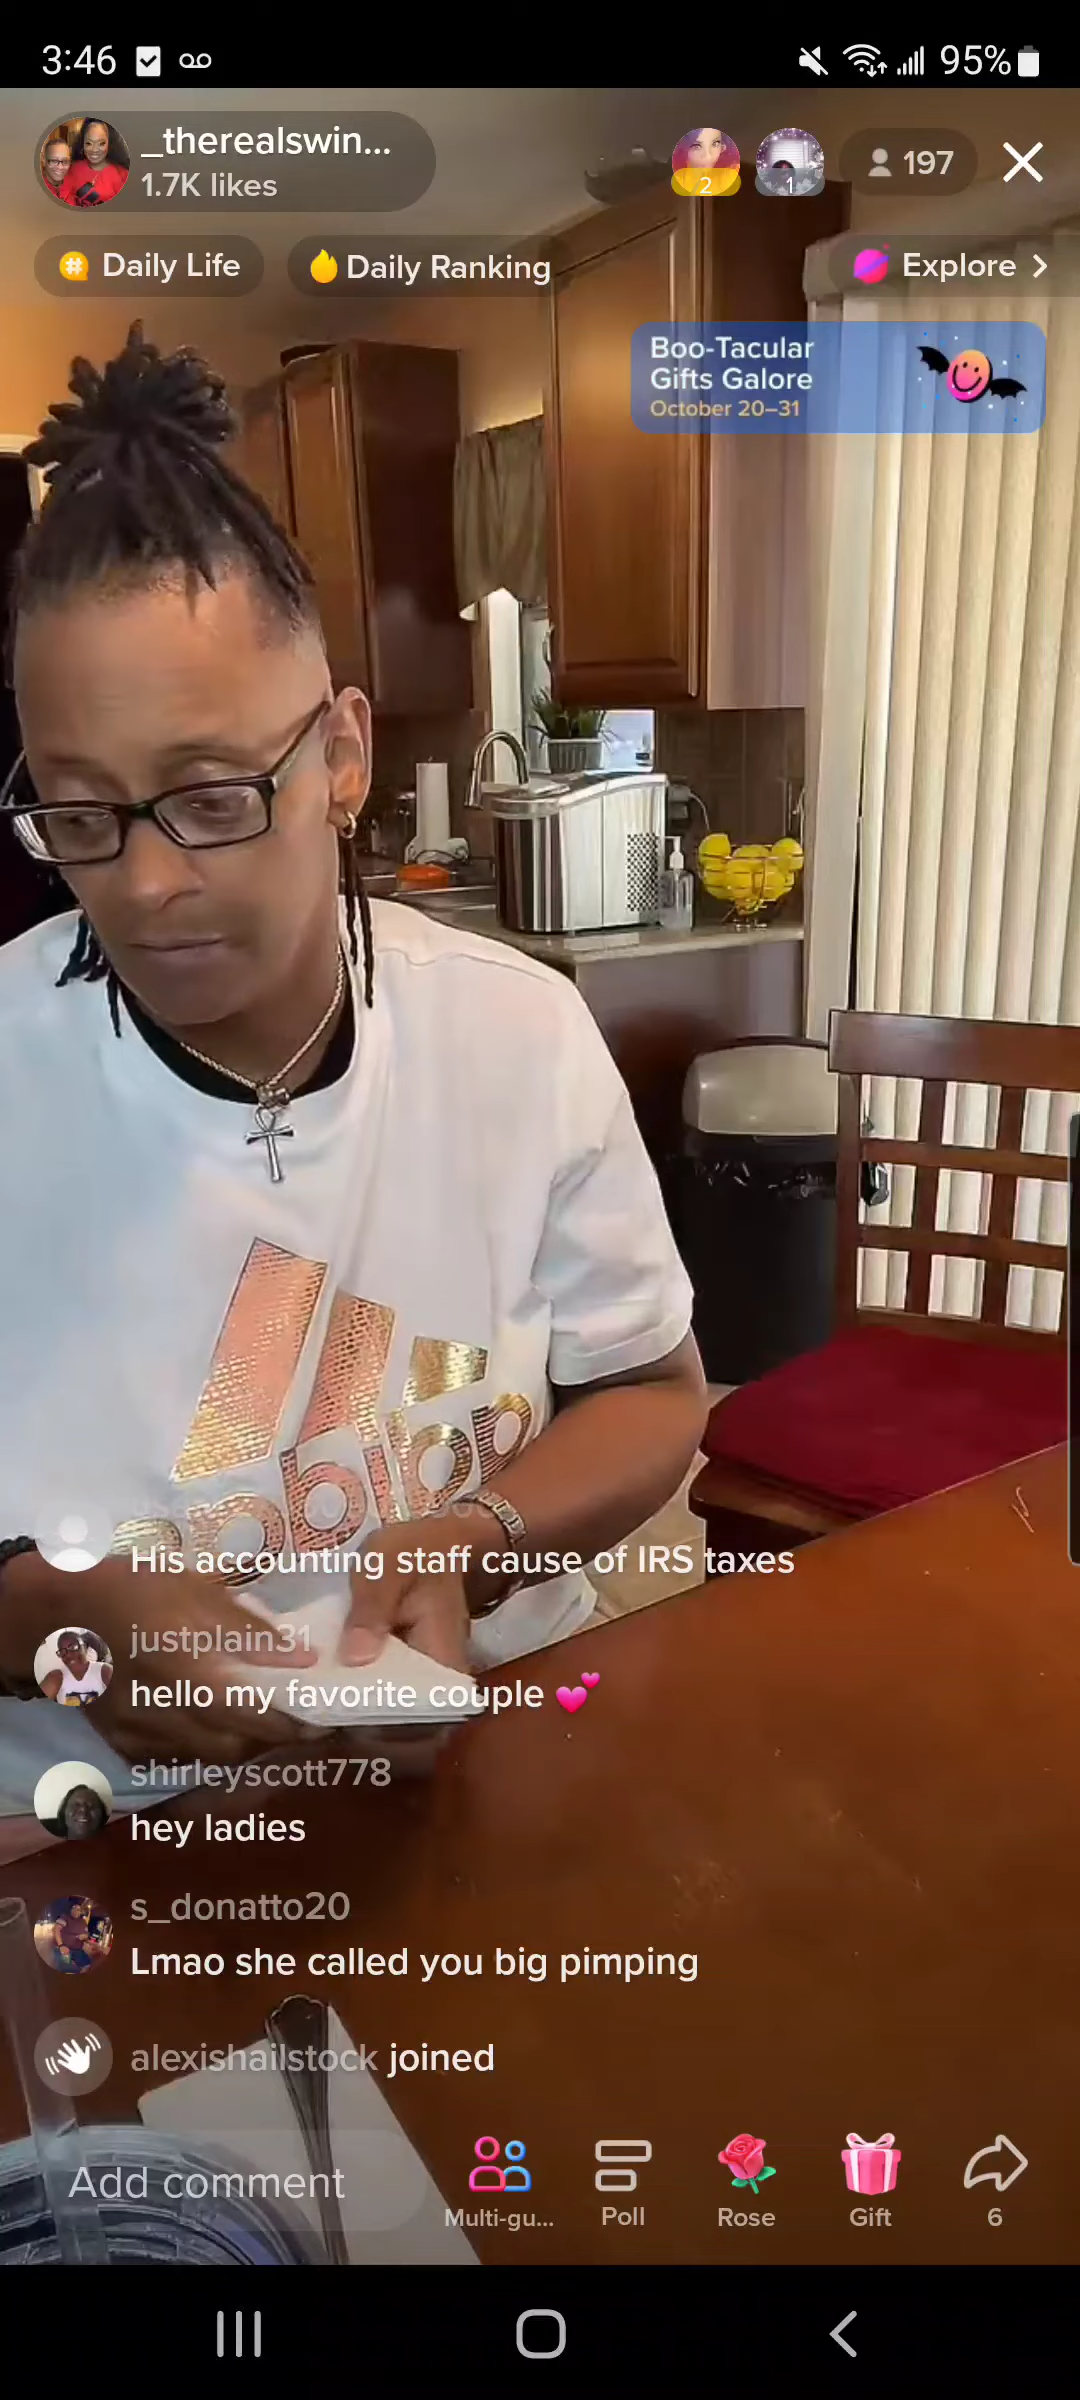 3:46
95%
_therealswin...
1.7K likes
2
1
197
Daily Life
Daily Ranking
Explore >
Boo-Tacular
Gifts Galore
October 20–31
His accounting staff cause of IRS taxes
justplain31
hello my favorite couple 💕
shirleyscott778
hey ladies
s_donatto20
Lmao she called you big pimping
alexishailstock joined
Add comment
Multi-gu...
Poll
Rose
Gift
6